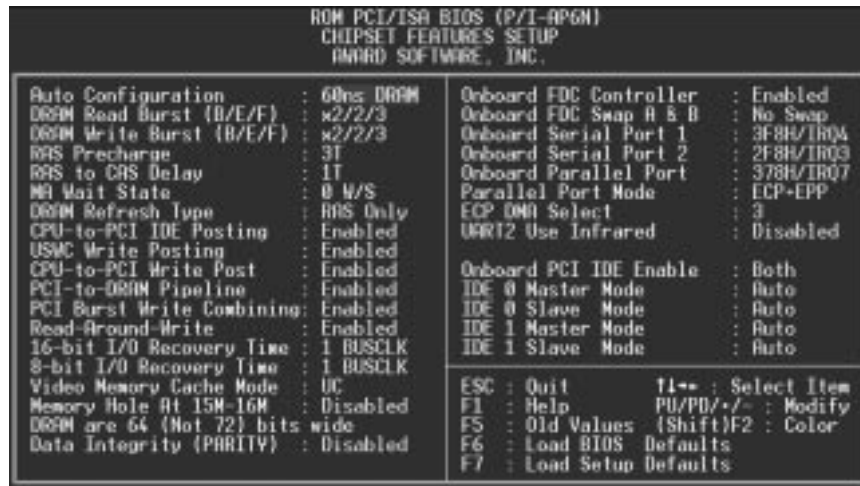 ROM PCI/ISA BIOS (P/I-AP6N)
CHIPSET FEATURES SETUP
AWARD SOFTWARE, INC.
Auto Configuration : 60ns DRAM
DRAM Read Burst (B/E/F) : x2/2/3
DRAM Write Burst (B/E/F) : x2/2/3
RAS Precharge : 3T
RAS to CAS Delay : 1T
MA Wait State : 0 W/S
DRAM Refresh Type : RAS Only
CPU-to-PCI IDE Posting : Enabled
USWC Write Posting : Enabled
CPU-to-PCI Write Post : Enabled
PCI-to-DRAM Pipeline : Enabled
PCI Burst Write Combining: Enabled
Read-Around-Write : Enabled
16-bit I/O Recovery Time : 1 BUSCLK
8-bit I/O Recovery Time : 1 BUSCLK
Video Memory Cache Mode : UC
Memory Hole At 15M-16M : Disabled
DRAM are 64 (Not 72) bits wide
Data Integrity (PARITY) : Disabled
Onboard FDC Controller : Enabled
Onboard FDC Swap A & B : No Swap
Onboard Serial Port 1 : 3F8H/IRQ4
Onboard Serial Port 2 : 2F8H/IRQ3
Onboard Parallel Port : 378H/IRQ7
Parallel Port Mode : ECP+EPP
ECP DMA Select : 3
UART2 Use Infrared : Disabled
Onboard PCI IDE Enable : Both
IDE 0 Master Mode : Auto
IDE 0 Slave Mode : Auto
IDE 1 Master Mode : Auto
IDE 1 Slave Mode : Auto
ESC : Quit ↑↓→← : Select Item
F1 : Help PU/PD/+/- : Modify
F5 : Old Values (Shift)F2 : Color
F6 : Load BIOS Defaults
F7 : Load Setup Defaults